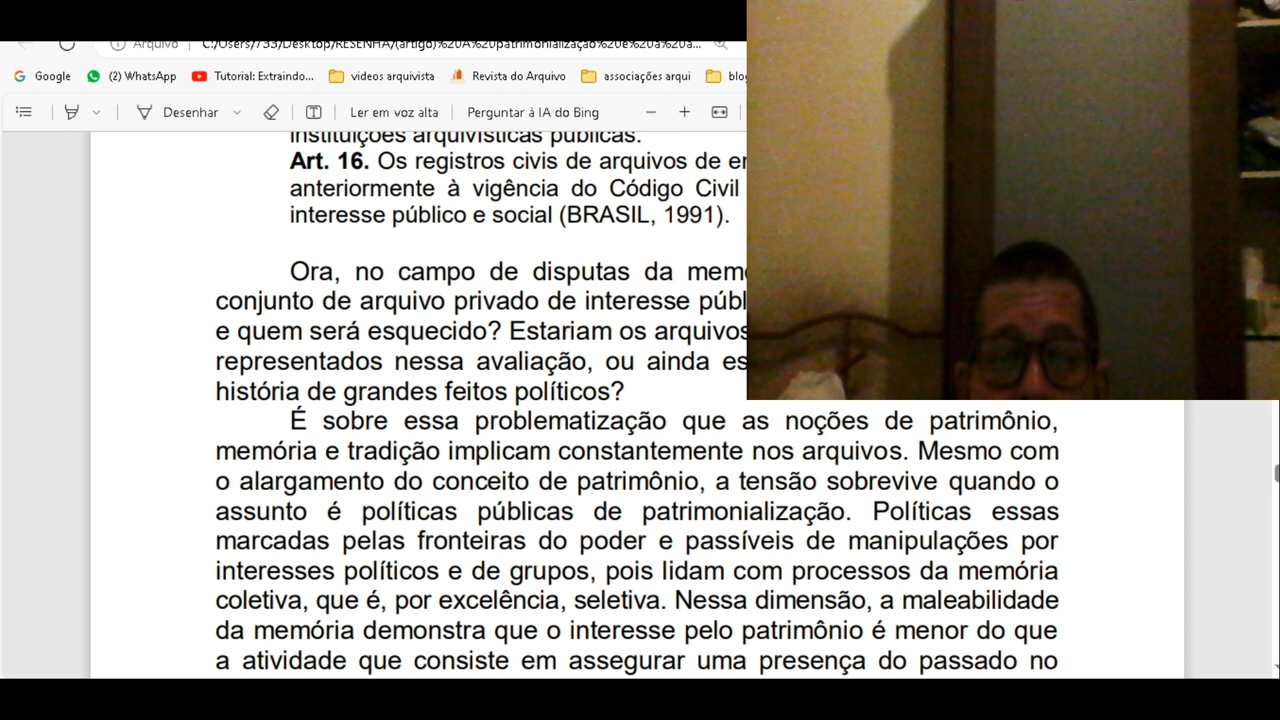 Arquivo | C:/Users/733/Desktop/RESENHA/(artigo)%20A%20patrimonialização%20e%20a%20a...
Google (2) WhatsApp Tutorial: Extraindo... videos arquivista Revista do Arquivo associações arqui blog
Desenhar Ler em voz alta Perguntar à IA do Bing
instituições arquivísticas públicas.
Art. 16. Os registros civis de arquivos de
anteriormente à vigência do Código Civil
interesse público e social (BRASIL, 1991).
Ora, no campo de disputas da
conjunto de arquivo privado de interesse
e quem será esquecido? Estariam os arquivos
representados nessa avaliação, ou ainda
história de grandes feitos políticos?
É sobre essa problematização que as noções de patrimônio,
memória e tradição implicam constantemente nos arquivos. Mesmo com
o alargamento do conceito de patrimônio, a tensão sobrevive quando o
assunto é políticas públicas de patrimonialização. Políticas essas
marcadas pelas fronteiras do poder e passíveis de manipulações por
interesses políticos e de grupos, pois lidam com processos da memória
coletiva, que é, por excelência, seletiva. Nessa dimensão, a maleabilidade
da memória demonstra que o interesse pelo patrimônio é menor do que
a atividade que consiste em assegurar uma presença do passado no